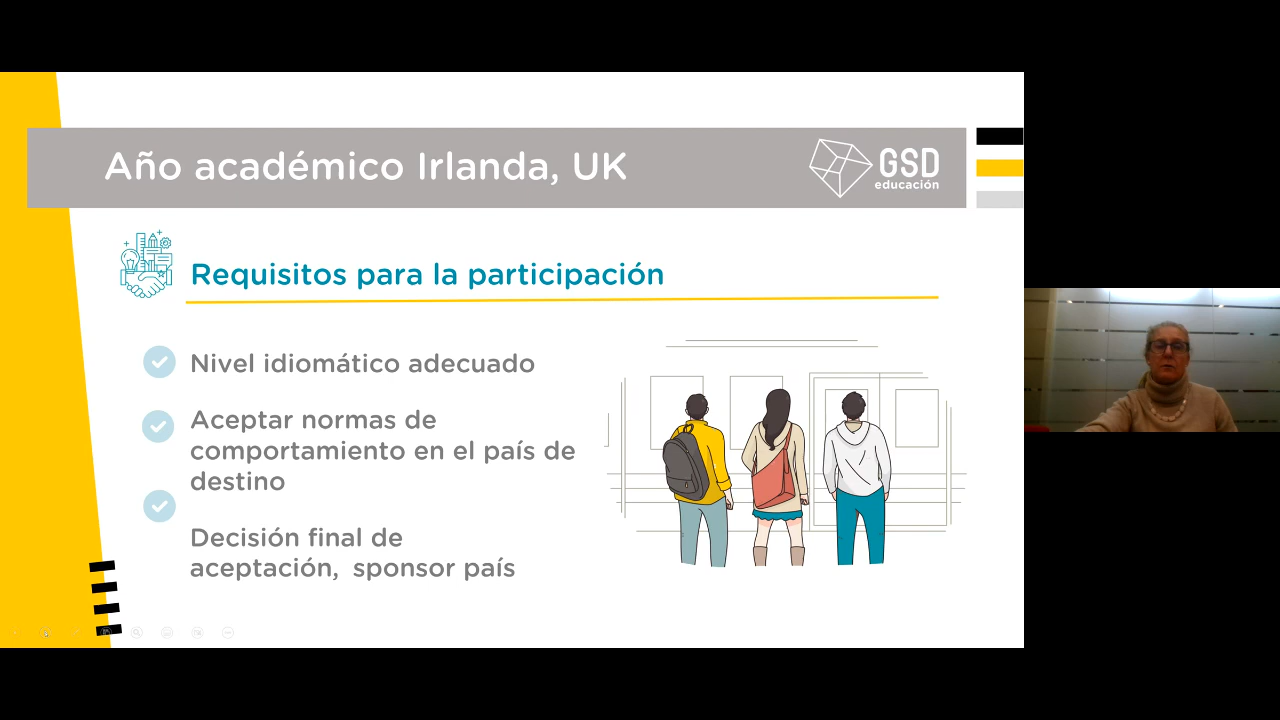 Año académico Irlanda, UK
GSD
educación
Requisitos para la participación
Nivel idiomático adecuado
Aceptar normas de
comportamiento en el país de
destino
Decisión final de
aceptación, sponsor país